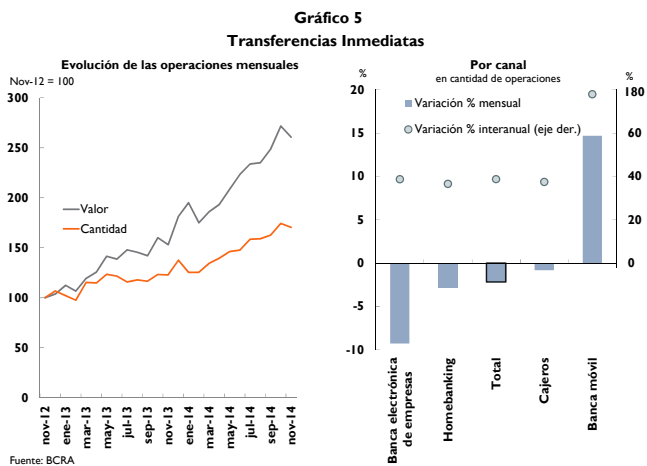 Gráfico 5
Transferencias Inmediatas
Evolución de las operaciones mensuales
Nov-12 = 100
300
250
200
150
100
50
0
Valor
Cantidad
nov-12
ene-13
mar-13
may-13
jul-13
sep-13
nov-13
ene-14
mar-14
may-14
jul-14
sep-14
nov-14
Fuente: BCRA
Por canal
en cantidad de operaciones
%
%
20
15
10
5
0
-5
-10
180
60
40
20
0
Variación % mensual
Variación % interanual (eje der.)
Banca electrónica
de empresas
Homebanking
Total
Cajeros
Banca móvil